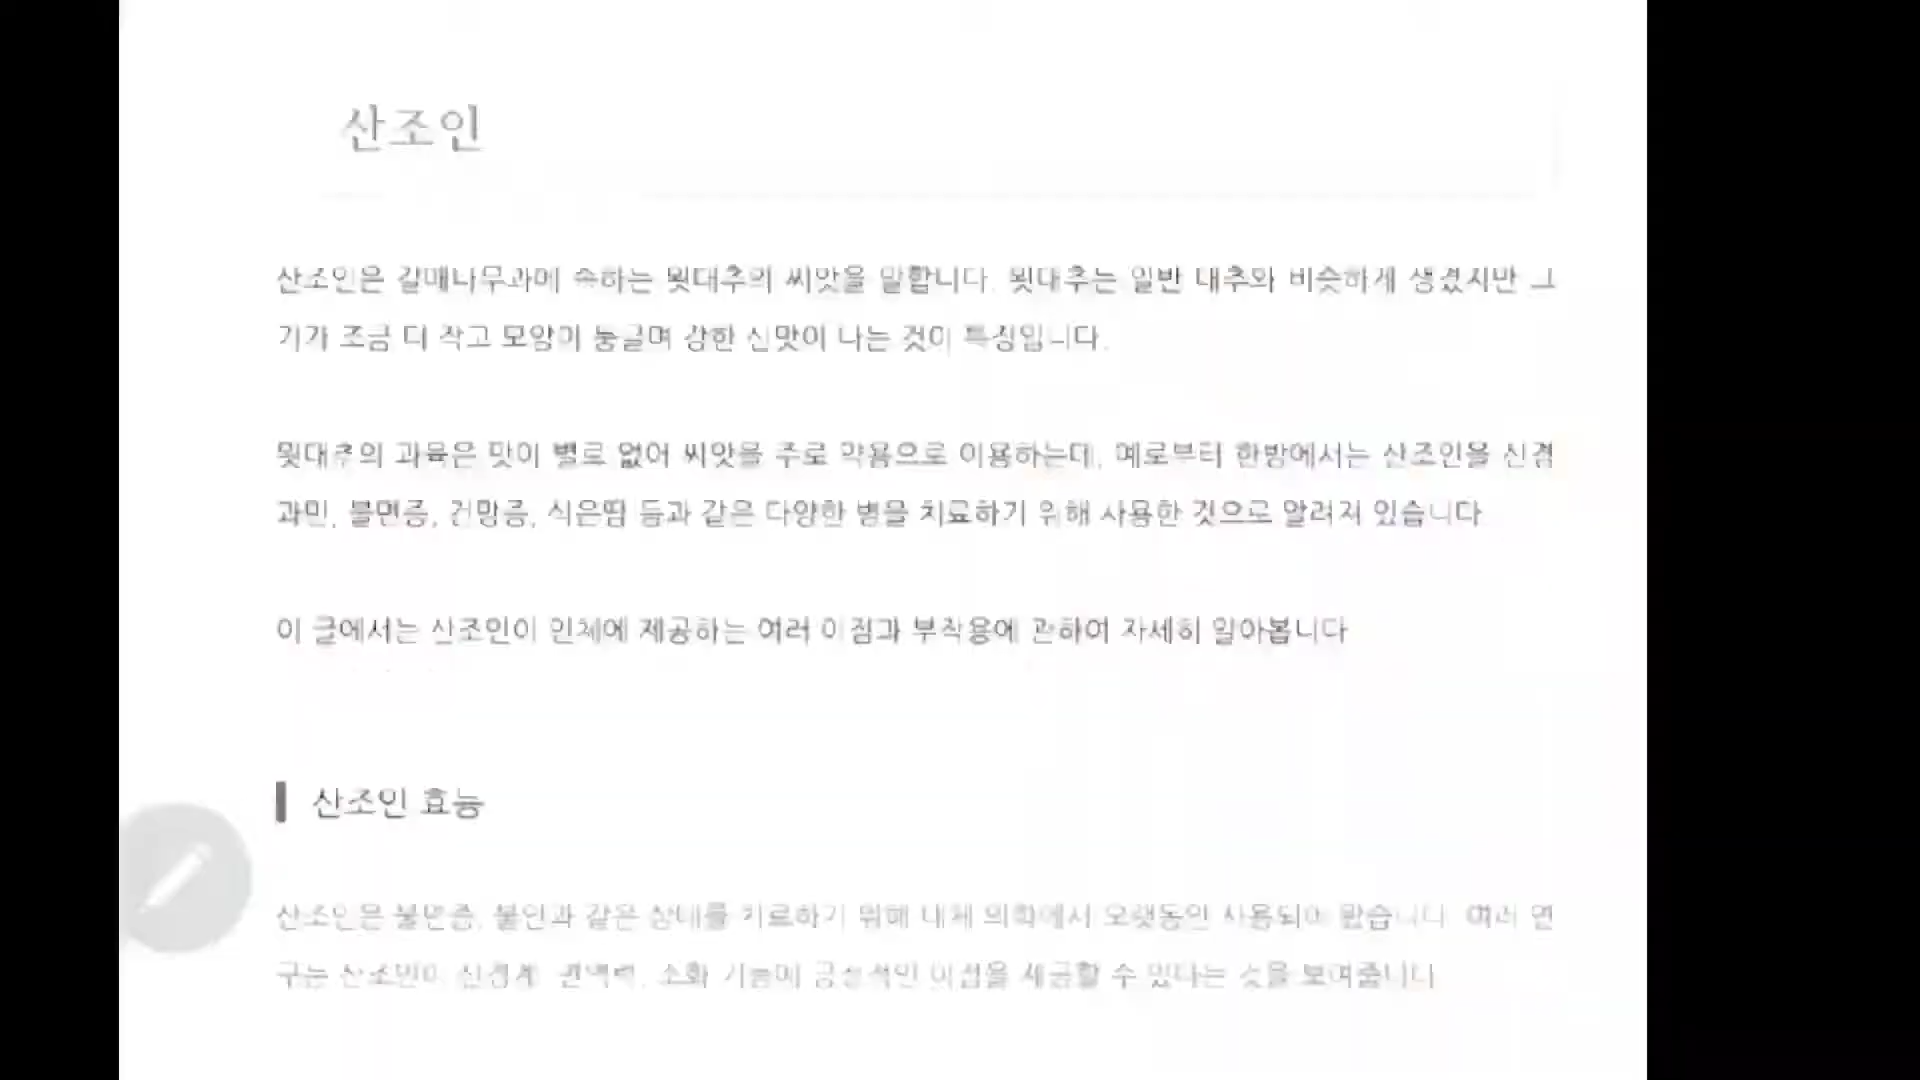 산조인
산조인은 갈매나무과에 속하는 묏대추의 씨앗을 말합니다. 묏대추는 일반 대추와 비슷하게 생겼지만 크
기가 조금 더 작고 모양이 둥글며 강한 신맛이 나는 것이 특징입니다.
묏대추의 과육은 맛이 별로 없어 씨앗을 주로 약용으로 이용하는데, 예로부터 한방에서는 산조인을 신경
과민, 불면증, 건망증, 식은땀 등과 같은 다양한 병을 치료하기 위해 사용한 것으로 알려져 있습니다
이 글에서는 산조인이 인체에 제공하는 여러 이점과 부작용에 관하여 자세히 알아봅니다
산조인 효능
산조인은 불면증, 불안과 같은 상태를 치료하기 위해 대체 의학에서 오랫동안 사용되어 왔습니다. 여러 연
구는 산조인이 신경계, 면역력, 소화 기능에 긍정적인 이점을 제공할 수 있다는 것을 보여줍니다